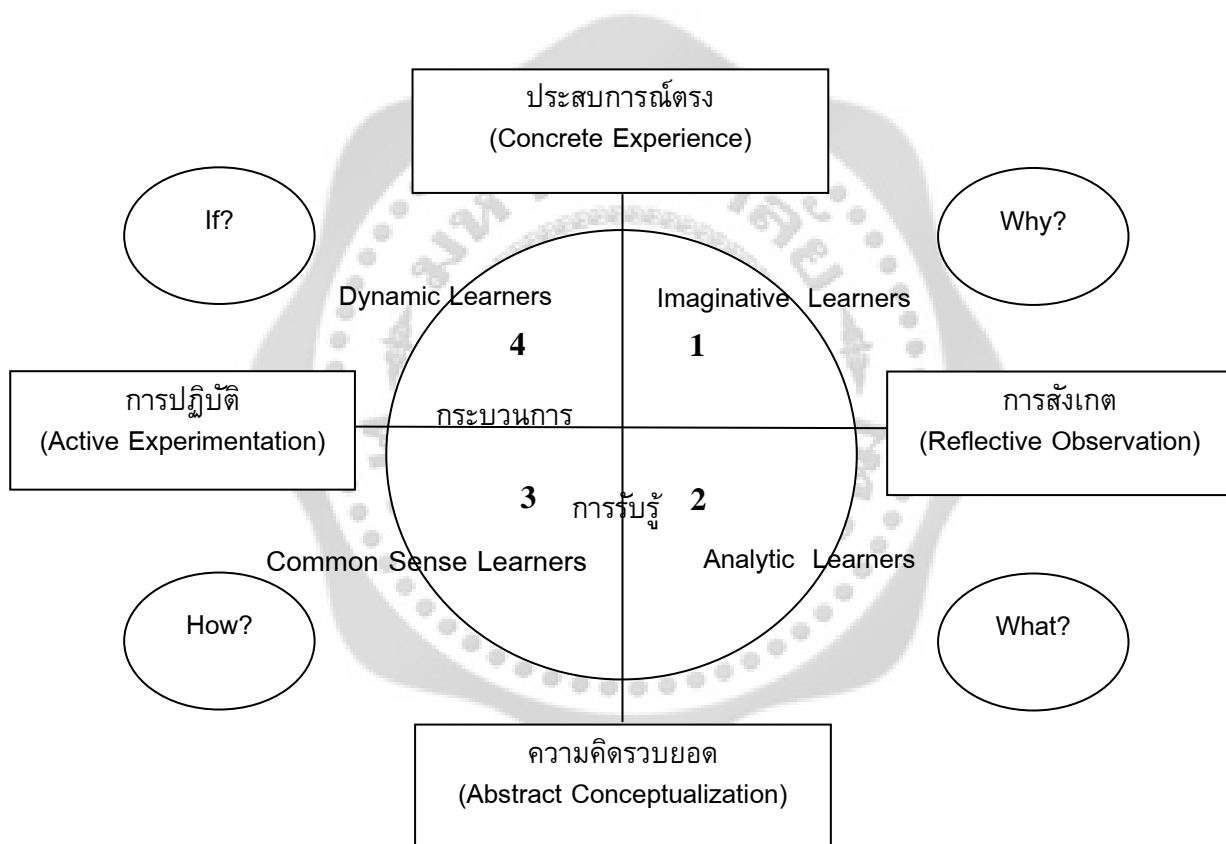 ประสบการณ์ตรง
(Concrete Experience)
If?
Why?
Dynamic Learners
Imaginative Learners
4
1
การปฏิบัติ
(Active Experimentation)
กระบวนการ
การสังเกต
(Reflective Observation)
3
การรับรู้
2
Common Sense Learners
Analytic Learners
How?
What?
ความคิดรวบยอด
(Abstract Conceptualization)